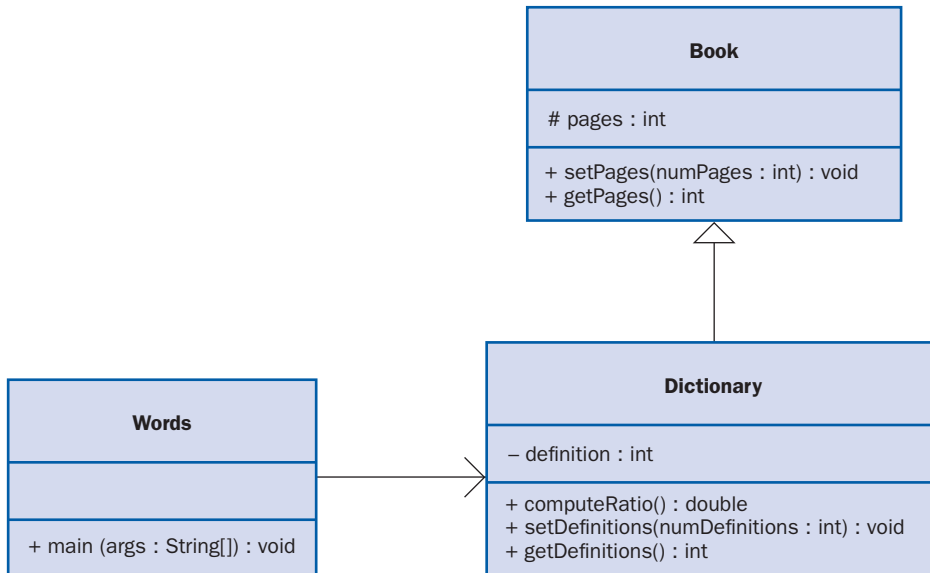 Book
# pages : int
+ setPages(numPages : int) : void
+ getPages() : int
Words
+ main (args : String[]) : void
Dictionary
– definition : int
+ computeRatio() : double
+ setDefinitions(numDefinitions : int) : void
+ getDefinitions() : int